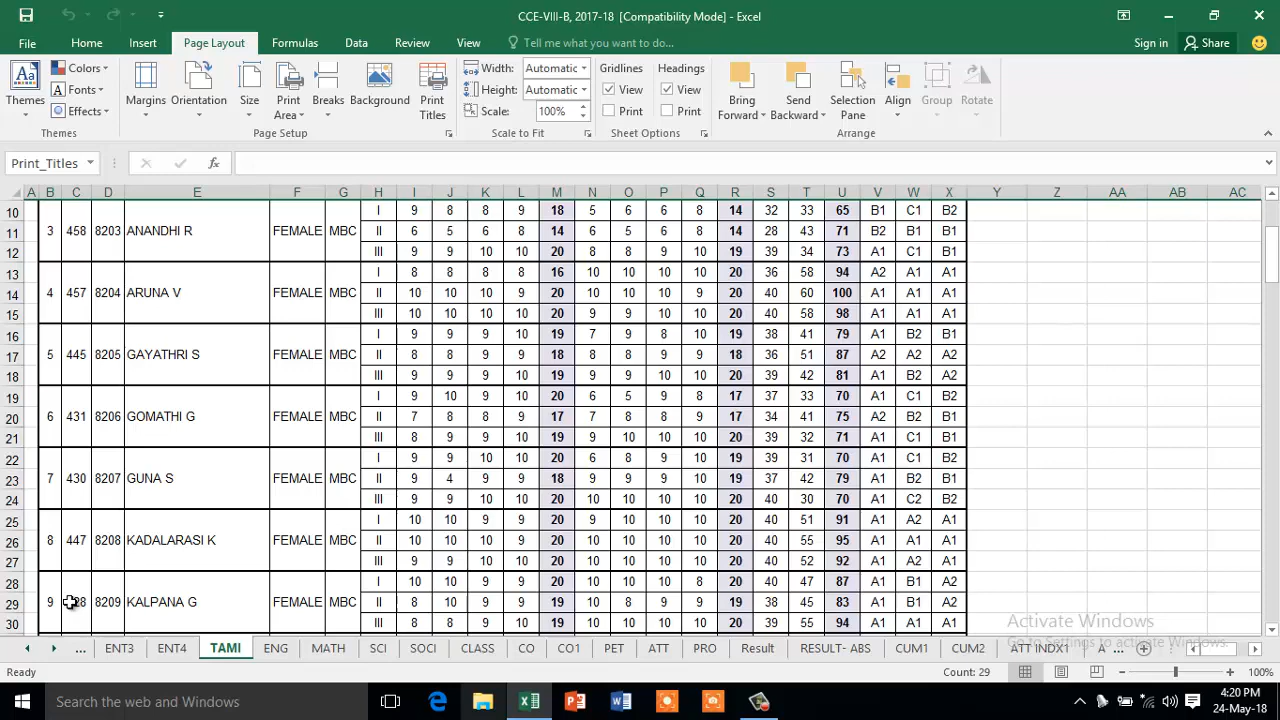 CCE-VIII-B, 2017-18 [Compatibility Mode] - Excel
File Home Insert Page Layout Formulas Data Review View Tell me what you want to do... Sign in Share
Aa Themes Colors Fonts Effects Margins Orientation Size Print Area Breaks Background Print Titles Width: Automatic Height: Automatic Scale: 100% Gridlines View Print Headings View Print Bring Forward Send Backward Selection Pane Align Group Rotate
Themes Page Setup Scale to Fit Sheet Options Arrange
Print_Titles fx
A B C D E F G H I J K L M N O P Q R S T U V W X Y Z AA AB AC
10 I 9 8 8 9 18 5 6 6 8 14 32 33 65 B1 C1 B2
11 3 458 8203 ANANDHI R FEMALE MBC II 6 5 6 8 14 6 5 6 8 14 28 43 71 B2 B1 B1
12 III 9 9 10 10 20 8 8 9 10 19 39 34 73 A1 C1 B1
13 I 8 8 8 8 16 10 10 10 10 20 36 58 94 A2 A1 A1
14 4 457 8204 ARUNA V FEMALE MBC II 10 10 10 9 20 10 10 10 9 20 40 60 100 A1 A1 A1
15 III 10 10 10 10 20 9 9 10 10 20 40 58 98 A1 A1 A1
16 I 9 9 9 10 19 7 9 8 10 19 38 41 79 A1 B2 B1
17 5 445 8205 GAYATHRI S FEMALE MBC II 8 8 9 9 18 8 8 9 9 18 36 51 87 A2 A2 A2
18 III 9 9 9 10 19 9 9 9 10 20 39 42 81 A1 B2 A2
19 I 9 10 9 10 20 6 5 9 8 17 37 33 70 A1 C1 B2
20 6 431 8206 GOMATHI G FEMALE MBC II 7 8 8 9 17 7 8 8 9 17 34 41 75 A2 B2 B1
21 III 8 9 9 10 19 9 10 10 10 20 39 32 71 A1 C1 B1
22 I 9 9 10 10 20 6 8 9 10 19 39 31 70 A1 C1 B2
23 7 430 8207 GUNA S FEMALE MBC II 9 4 9 9 18 9 9 9 10 19 37 42 79 A1 B2 B1
24 III 9 9 10 10 20 10 10 10 10 20 40 30 70 A1 C2 B2
25 I 10 10 9 9 20 9 10 10 10 20 40 51 91 A1 A2 A1
26 8 447 8208 KADALARASI K FEMALE MBC II 10 10 9 9 20 10 10 10 10 20 40 55 95 A1 A1 A1
27 III 9 9 10 10 20 10 10 10 10 20 40 52 92 A1 A2 A1
28 I 10 10 9 9 20 10 10 10 8 20 40 47 87 A1 B1 A2
29 9 8209 KALPANA G FEMALE MBC II 8 10 9 9 19 10 8 9 9 19 38 45 83 A1 B1 A2
30 III 8 8 9 10 19 10 10 10 10 20 39 55 94 A1 A1 A1
Activate Windows
Go to Settings to activate Windows.
... ENT3 ENT4 TAMI ENG MATH SCI SOCI CLASS CO CO1 PET ATT PRO Result RESULT- ABS CUM1 CUM2 ATT INDX1 A ...
Ready Count: 29 100%
Search the web and Windows 4:20 PM
24-May-18